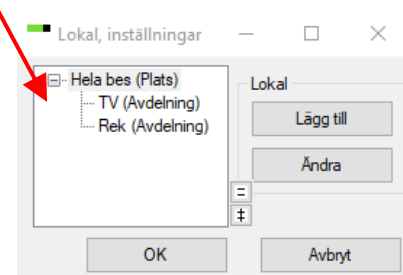 Lokal, inställningar
Hela bes (Plats)
TV (Avdelning)
Rek (Avdelning)
Lokal
Lägg till
Ändra
=
‡
OK
Avbryt